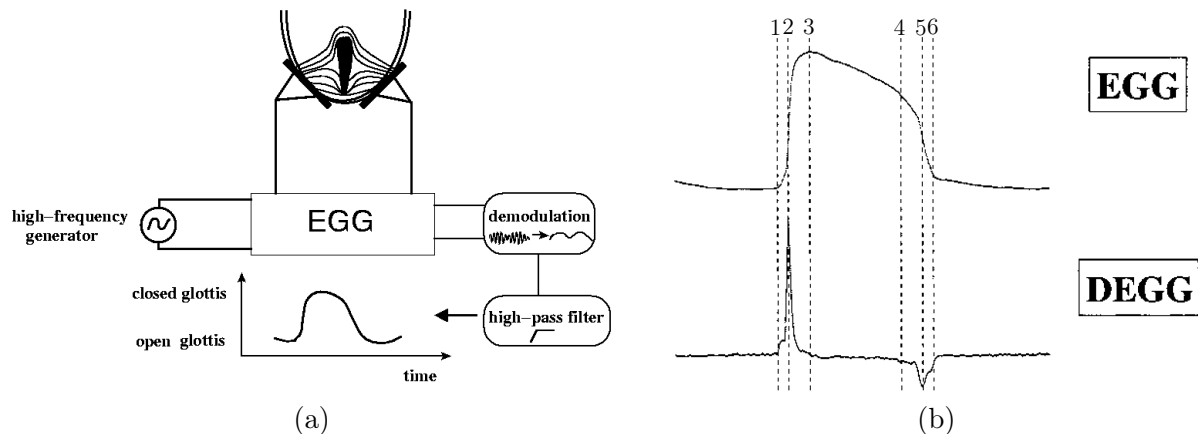 high−frequency
generator
EGG
demodulation
high−pass filter
closed glottis
open glottis
time
(a)
1 2 3 4 5 6
EGG
DEGG
(b)